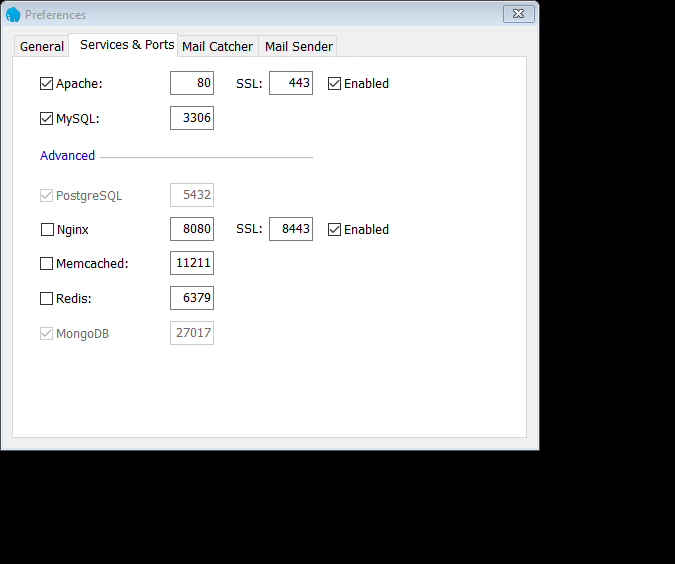 Preferences
General Services & Ports Mail Catcher Mail Sender
Apache: 80 SSL: 443 Enabled
MySQL: 3306
Advanced
PostgreSQL 5432
Nginx 8080 SSL: 8443 Enabled
Memcached: 11211
Redis: 6379
MongoDB 27017